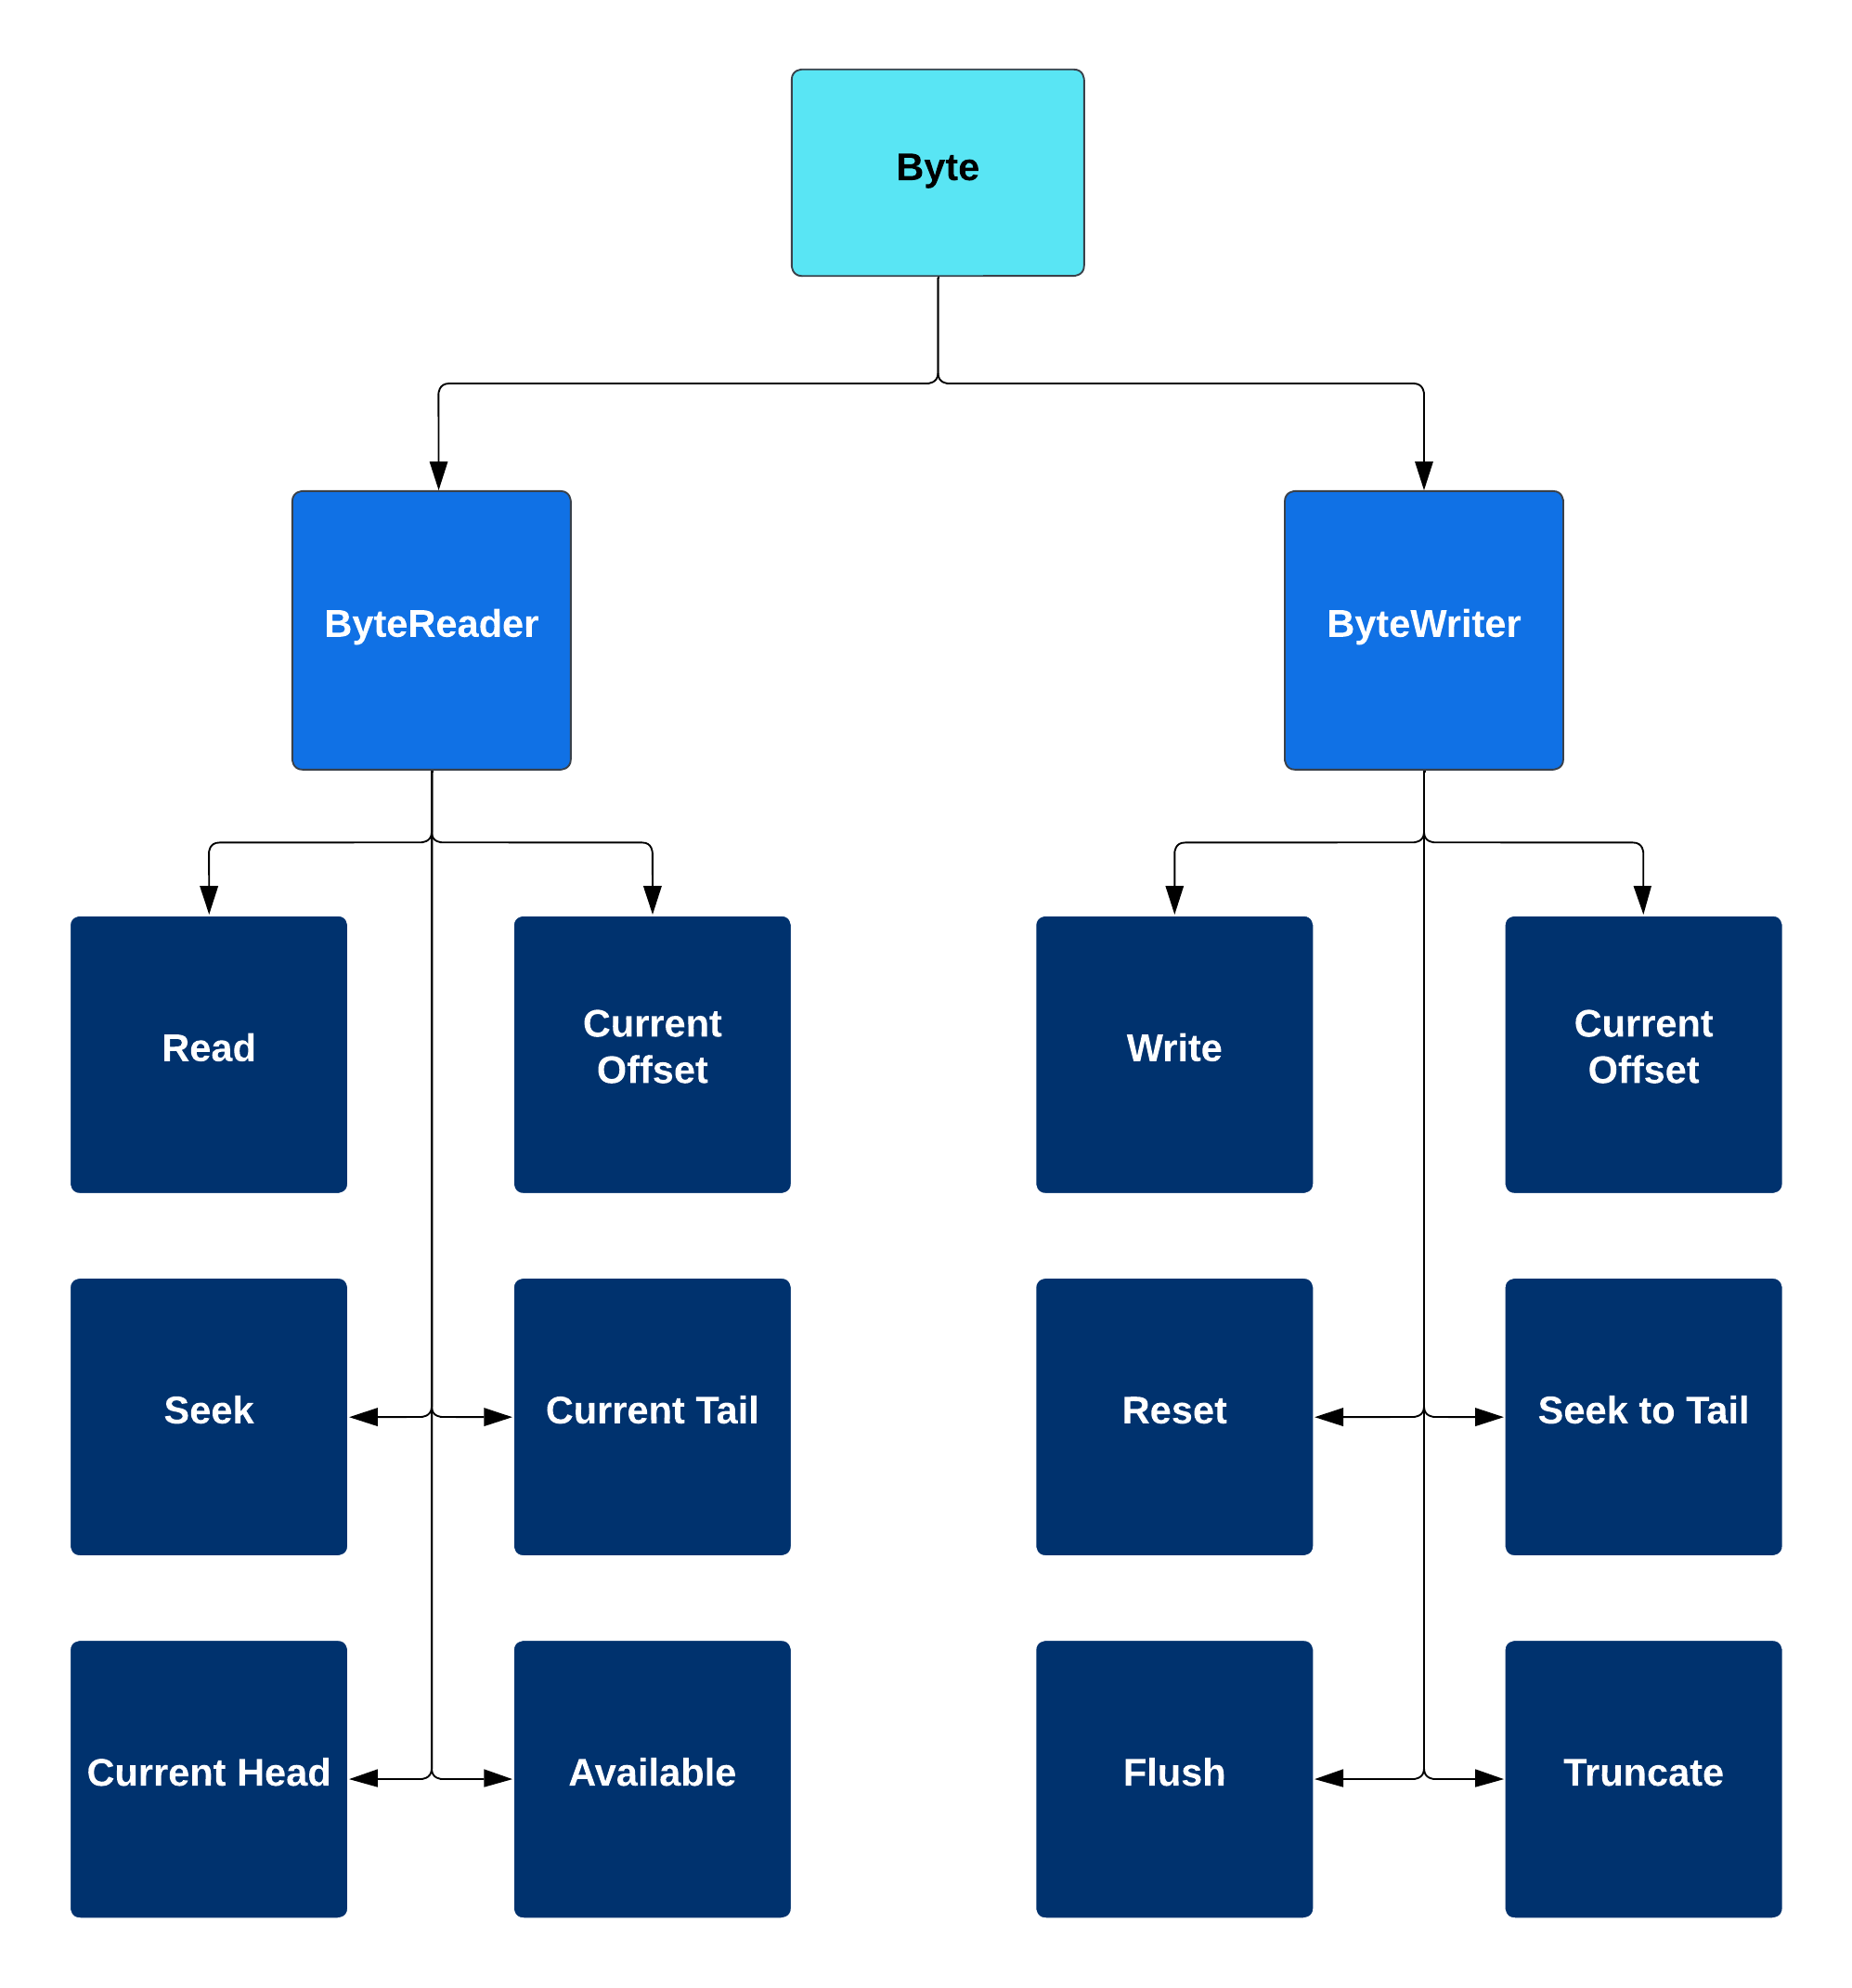 Byte
ByteReader
ByteWriter
Read
Current
Offset
Write
Current
Offset
Seek
Current Tail
Reset
Seek to Tail
Current Head
Available
Flush
Truncate